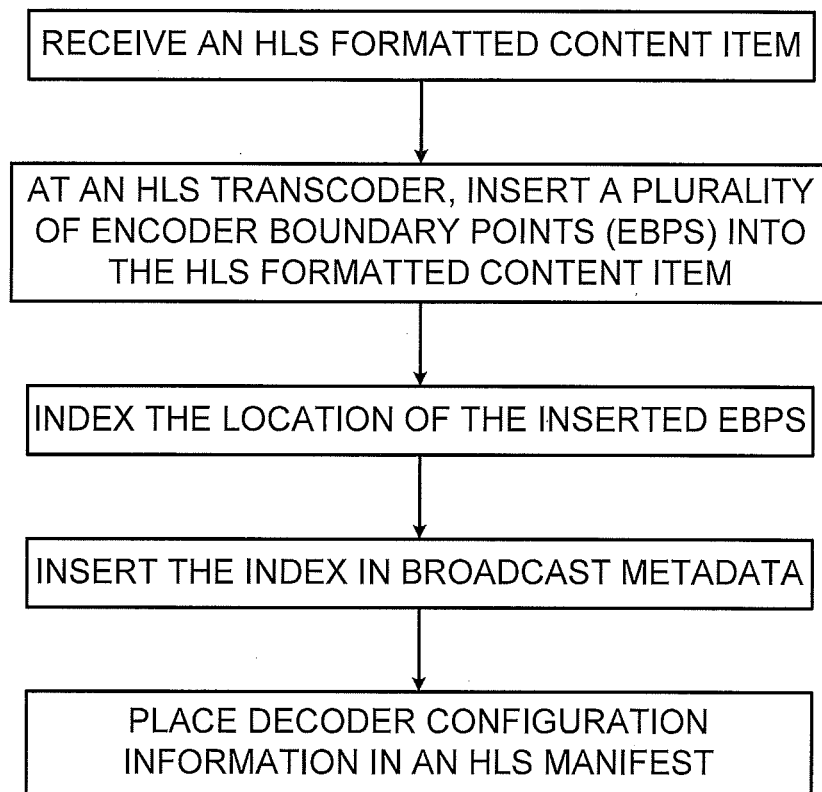 RECEIVE AN HLS FORMATTED CONTENT ITEM
AT AN HLS TRANSCODER, INSERT A PLURALITY
OF ENCODER BOUNDARY POINTS (EBPS) INTO
THE HLS FORMATTED CONTENT ITEM
INDEX THE LOCATION OF THE INSERTED EBPS
INSERT THE INDEX IN BROADCAST METADATA
PLACE DECODER CONFIGURATION
INFORMATION IN AN HLS MANIFEST